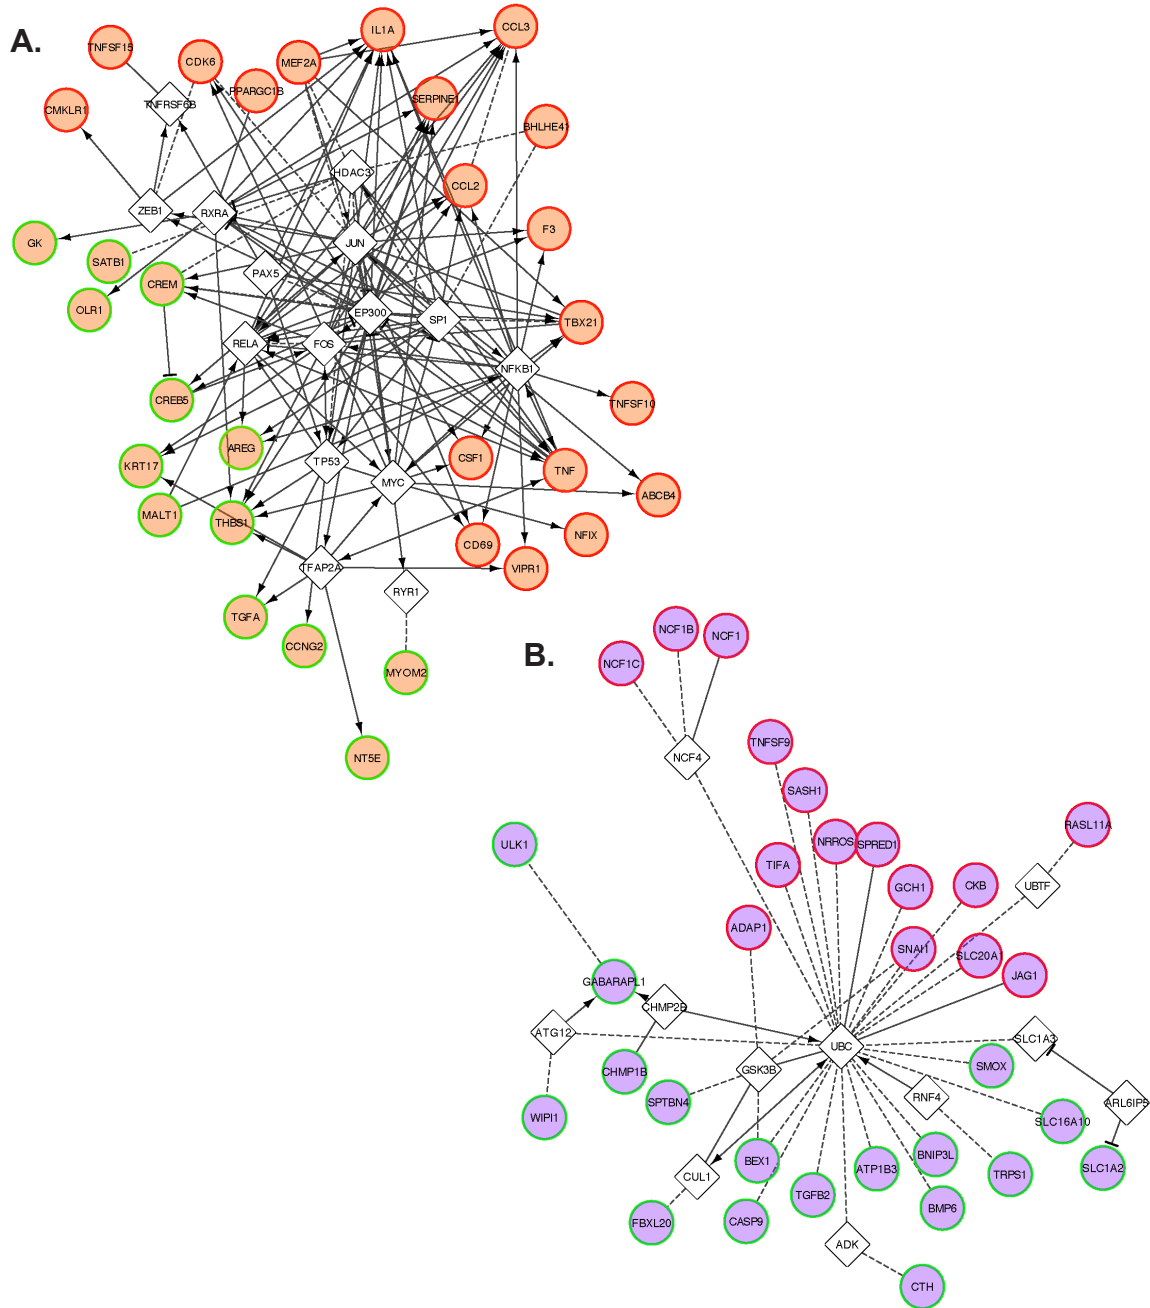 A.
IL1A
CCL3
TNFSF15
CDK6
MEF2A
PPARGC1B
SERPINE1
CMKLR1
TNFRSF6B
BHLHE41
HDAC3
CCL2
ZEB1
RXRA
F3
GK
JUN
SATB1
PAX5
CREM
OLR1
EP300
SP1
TBX21
RELA
FOS
NFKB1
CREB5
TNFSF10
AREG
KRT17
TP53
CSF1
TNF
MYC
ABCB4
MALT1
THBS1
NFIX
CD69
TFAP2A
VIPR1
RYR1
TGFA
CCNG2
MYOM2
NT5E
B.
NCF1B
NCF1
NCF1C
TNFSF9
NCF4
SASH1
RASL11A
ULK1
NRROS
SPRED1
TIFA
GCH1
CKB
UBTF
ADAP1
SNAI1
SLC20A1
JAG1
GABARAPL1
CHMP2B
ATG12
UBC
SLC1A3
CHMP1B
GSK3B
SMOX
SPTBN4
RNF4
ARL6IP5
WIPI1
SLC16A10
BEX1
BNIP3L
CUL1
ATP1B3
TRPS1
SLC1A2
TGFB2
FBXL20
CASP9
BMP6
ADK
CTH